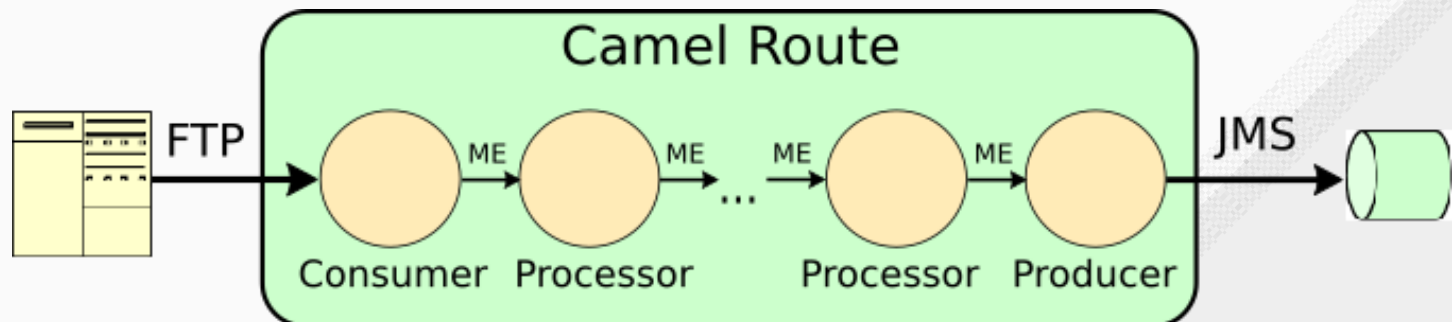 Camel Route
FTP
ME
ME
...
ME
ME
JMS
Consumer
Processor
Processor
Producer